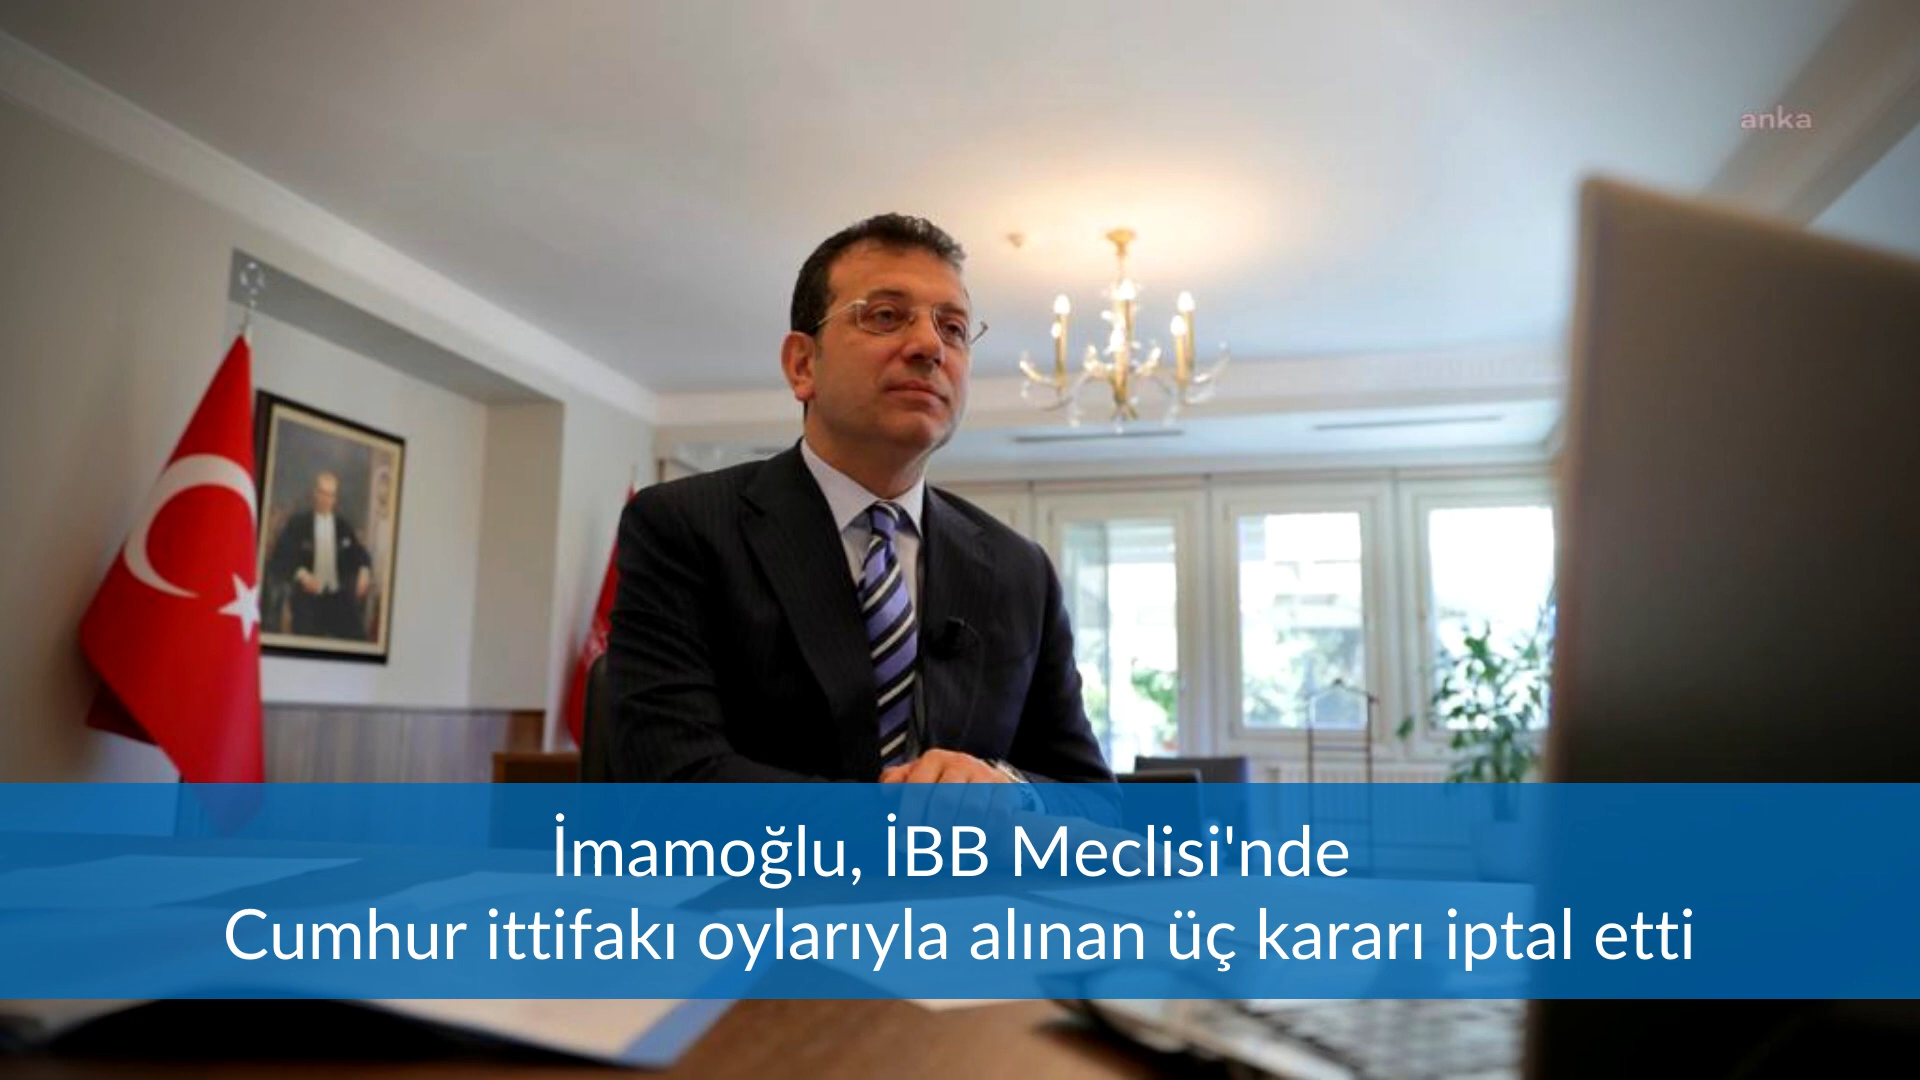 anka
İmamoğlu, İBB Meclisi'nde
Cumhur ittifakı oylarıyla alınan üç kararı iptal etti